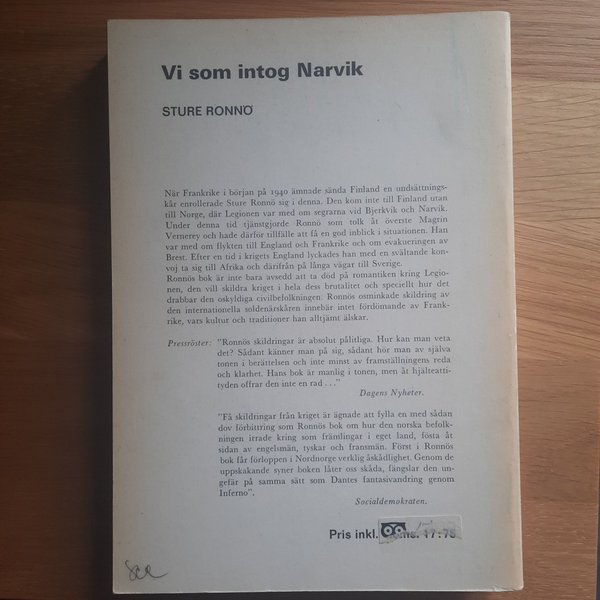 Vi som intog Narvik
STURE RONNÖ
När Frankrike i början på 1940 ämnade sända Finland en undsättnings-
kår enrollerade Sture Ronnö sig i denna. Den kom inte till Finland utan
till Norge, där Legionen var med om segrarna vid Bjerkvik och Narvik.
Under denna tid tjänstgjorde Ronnö som tolk åt överste Magrin
Vernerey och hade därför tillfälle att få en god inblick i situationen. Han
var med om flykten till England och Frankrike och om evakueringen av
Brest. Efter en tid i krigets England lyckades han med en svältande kon-
voj ta sig till Afrika och därifrån på långa vägar till Sverige.
Ronnös bok är inte bara avsedd att ta död på romantiken kring Legio-
nen, den vill skildra kriget i hela dess brutalitet och speciellt hur det
drabbar den oskyldiga civilbefolkningen. Ronnös osminkade skildring av
den internationella soldenärskåren innebär intet fördömande av Frank-
rike, vars kultur och traditioner han alltjämt älskar.
Pressröster: "Ronnös skildringar är absolut pålitliga. Hur kan man veta
det? Sådant känner man på sig, sådant hör man av själva
tonen i berättelsen och inte minst av framställningens reda
och klarhet. Hans bok är manlig i tonen, men åt hjälteatti-
tyden offrar den inte en rad . . ."
Dagens Nyheter.
"Få skildringar från kriget är ägnade att fylla en med sådan
dov förbittring som Ronnös bok om hur den norska befolk-
ningen irrade kring som främlingar i eget land, fösta åt
sidan av engelsmän, tyskar och fransmän. Först i Ronnös
bok får förloppen i Nordnorge verklig åskådlighet. Genom de
uppskakande syner boken låter oss skåda, fängslar den un-
gefär på samma sätt som Dantes fantasivandring genom
Inferno".
Socialdemokraten.
Pris inkl. oms. 17:75